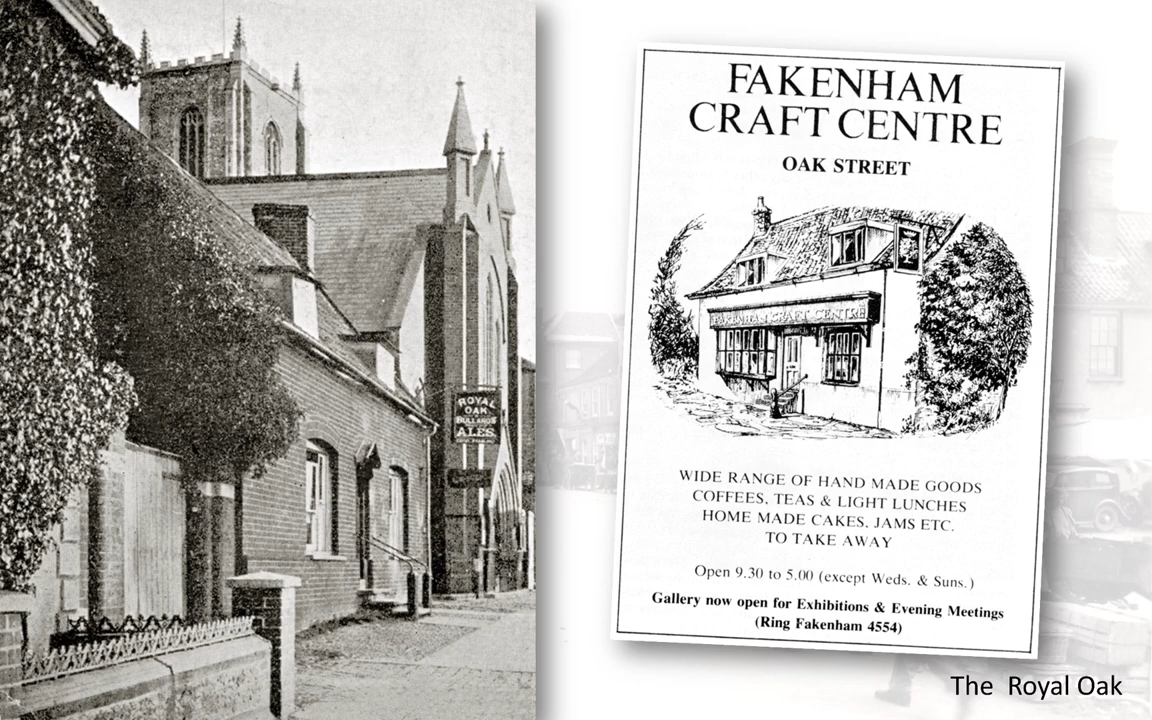 ROYAL
OAK
BULLARDS
ALES
FAKENHAM
CRAFT CENTRE
OAK STREET
FAKENHAM CRAFT CENTRE
WIDE RANGE OF HAND MADE GOODS
COFFEES, TEAS & LIGHT LUNCHES
HOME MADE CAKES, JAMS ETC.
TO TAKE AWAY
Open 9.30 to 5.00 (except Weds. & Suns.)
Gallery now open for Exhibitions & Evening Meetings
(Ring Fakenham 4554)
The Royal Oak